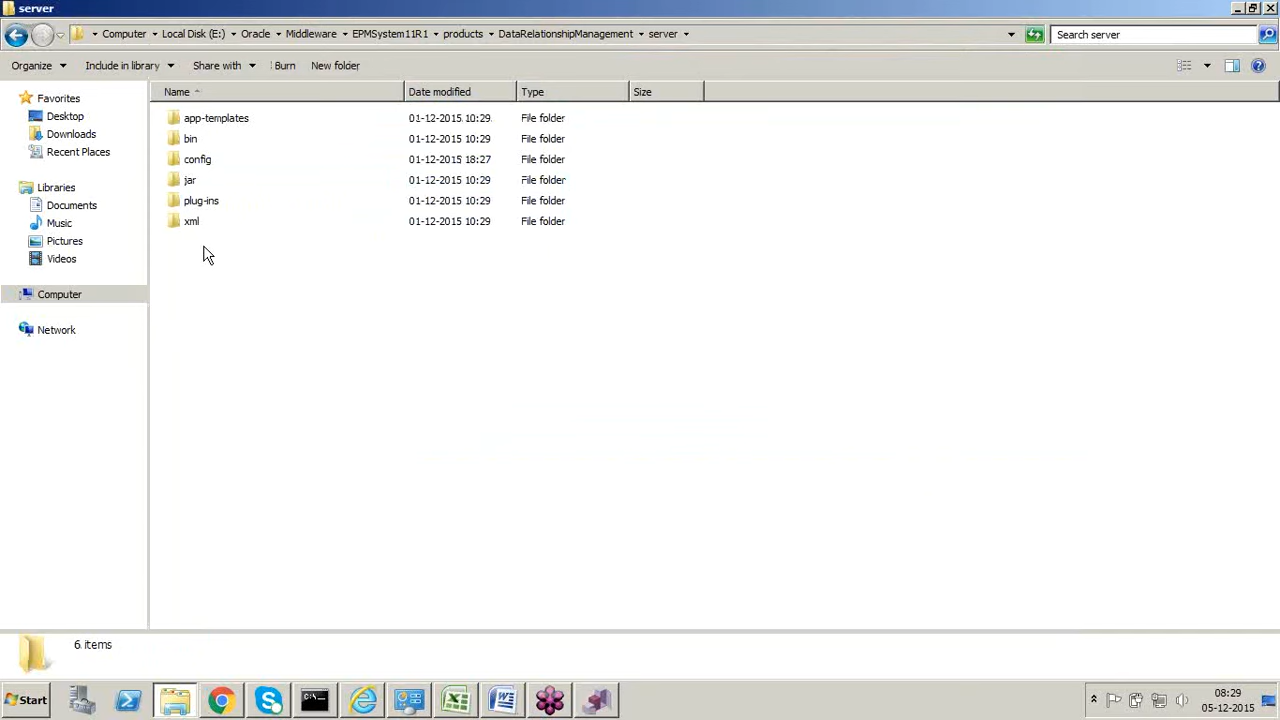 server
Computer Local Disk (E:) Oracle Middleware EPMSystem11R1 products DataRelationshipManagement server Search server
Organize Include in library Share with Burn New folder
Name Date modified Type Size
Favorites
Desktop
Downloads
Recent Places
Libraries
Documents
Music
Pictures
Videos
Computer
Network
app-templates 01-12-2015 10:29 File folder
bin 01-12-2015 10:29 File folder
config 01-12-2015 18:27 File folder
jar 01-12-2015 10:29 File folder
plug-ins 01-12-2015 10:29 File folder
xml 01-12-2015 10:29 File folder
6 items
Start
08:29
05-12-2015